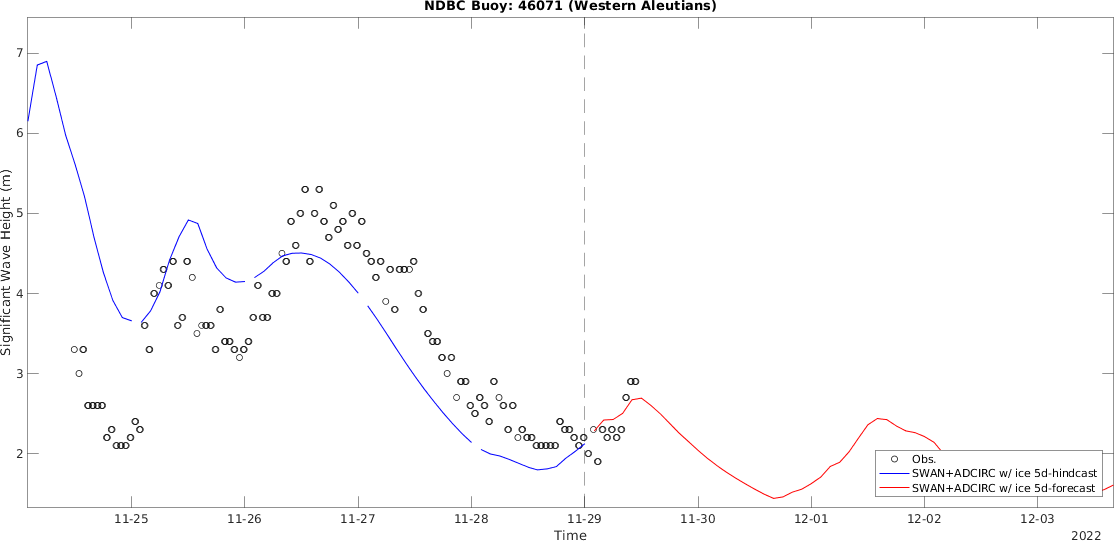 NDBC Buoy: 46071 (Western Aleutians)
Significant Wave Height (m)
7
6
5
4
3
2
Obs.
SWAN+ADCIRC w/ ice 5d-hindcast
SWAN+ADCIRC w/ ice 5d-forecast
11-25 11-26 11-27 11-28 11-29 11-30 12-01 12-02 12-03
Time
2022